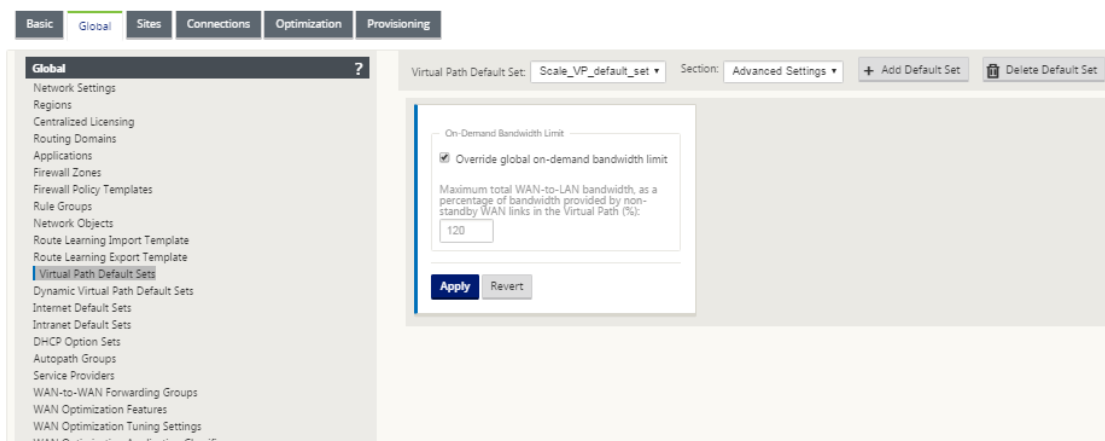 Basic Global Sites Connections Optimization Provisioning
Global ?
Network Settings
Regions
Centralized Licensing
Routing Domains
Applications
Firewall Zones
Firewall Policy Templates
Rule Groups
Network Objects
Route Learning Import Template
Route Learning Export Template
Virtual Path Default Sets
Dynamic Virtual Path Default Sets
Internet Default Sets
Intranet Default Sets
DHCP Option Sets
Autopath Groups
Service Providers
WAN-to-WAN Forwarding Groups
WAN Optimization Features
WAN Optimization Tuning Settings
Virtual Path Default Set: Scale_VP_default_set Section: Advanced Settings + Add Default Set Delete Default Set
On-Demand Bandwidth Limit
Override global on-demand bandwidth limit
Maximum total WAN-to-LAN bandwidth, as a
percentage of bandwidth provided by non-
standby WAN links in the Virtual Path (%):
120
Apply Revert